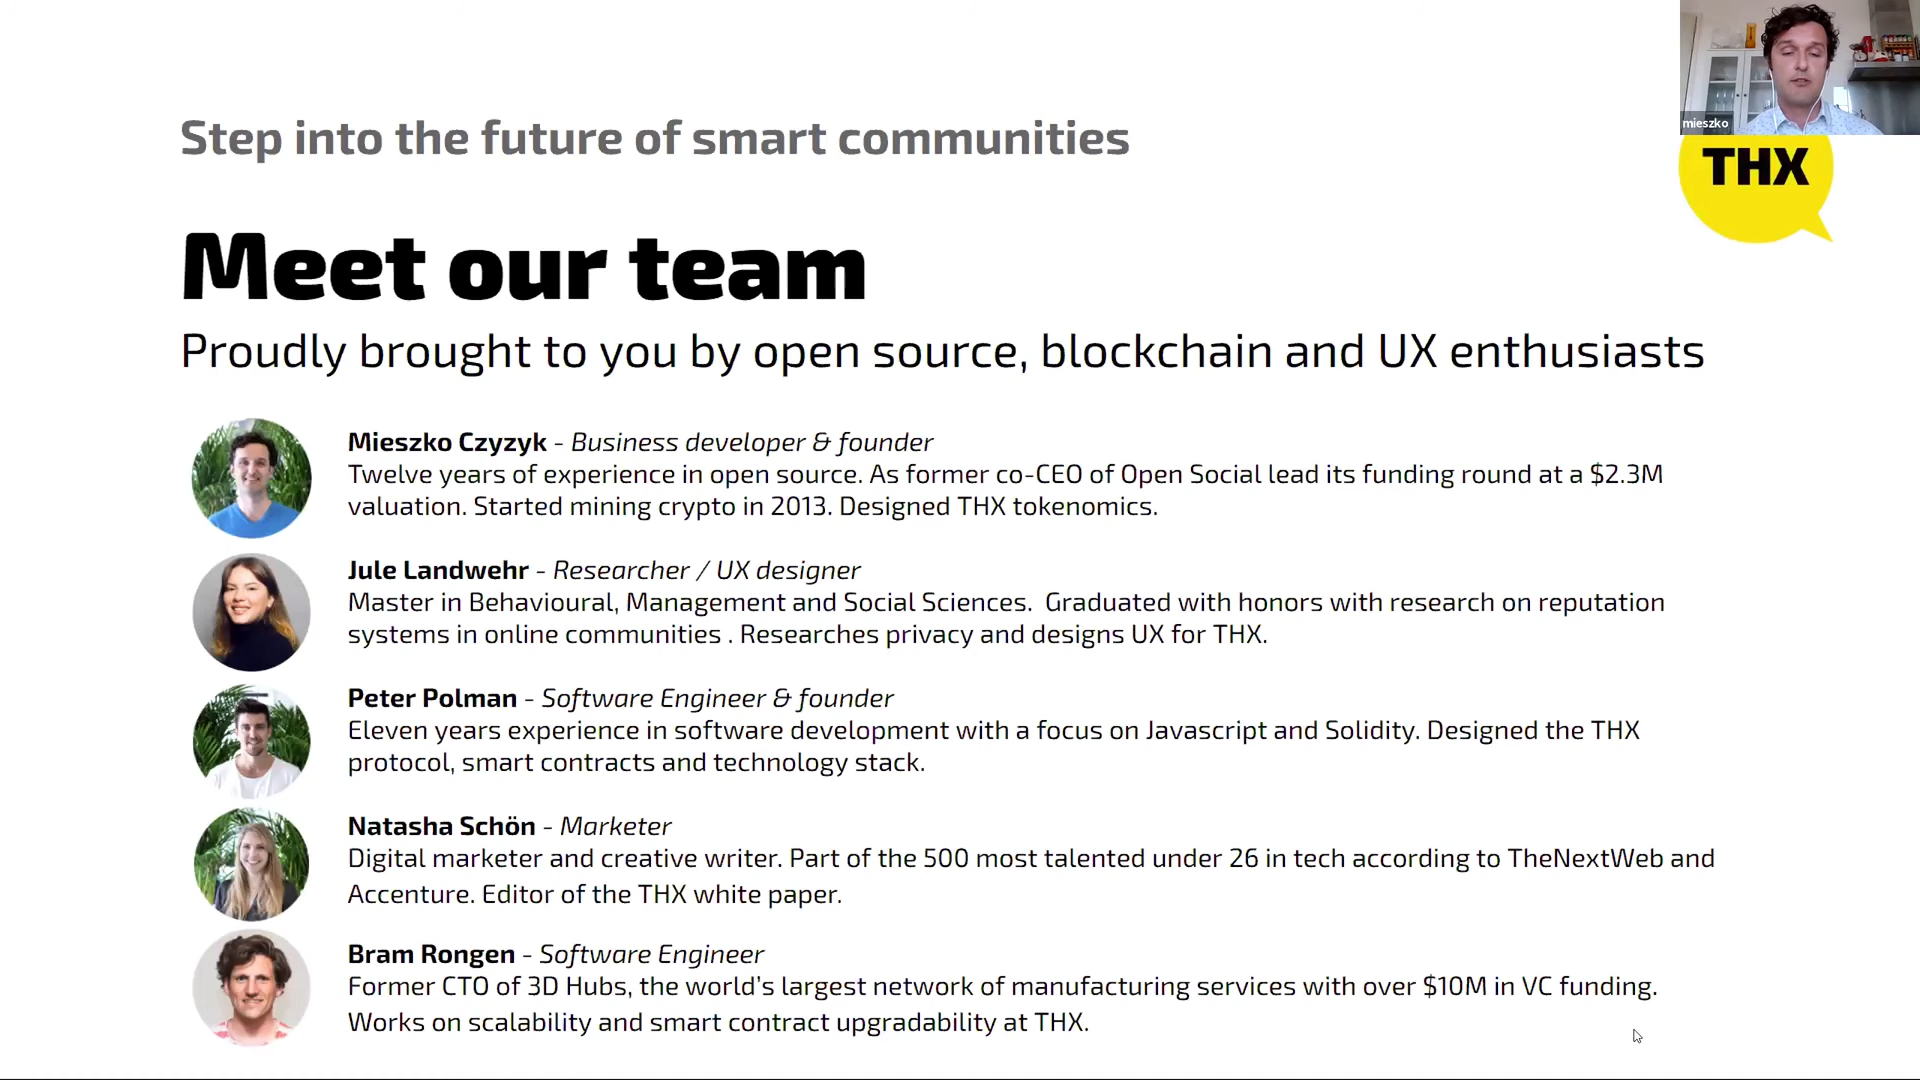 mieszko
Step into the future of smart communities
THX
Meet our team
Proudly brought to you by open source, blockchain and UX enthusiasts
Mieszko Czyzyk - Business developer & founder
Twelve years of experience in open source. As former co-CEO of Open Social lead its funding round at a $2.3M
valuation. Started mining crypto in 2013. Designed THX tokenomics.
Jule Landwehr - Researcher / UX designer
Master in Behavioural, Management and Social Sciences.  Graduated with honors with research on reputation
systems in online communities . Researches privacy and designs UX for THX.
Peter Polman - Software Engineer & founder
Eleven years experience in software development with a focus on Javascript and Solidity. Designed the THX
protocol, smart contracts and technology stack.
Natasha Schön - Marketer
Digital marketer and creative writer. Part of the 500 most talented under 26 in tech according to TheNextWeb and
Accenture. Editor of the THX white paper.
Bram Rongen - Software Engineer
Former CTO of 3D Hubs, the world’s largest network of manufacturing services with over $10M in VC funding.
Works on scalability and smart contract upgradability at THX.